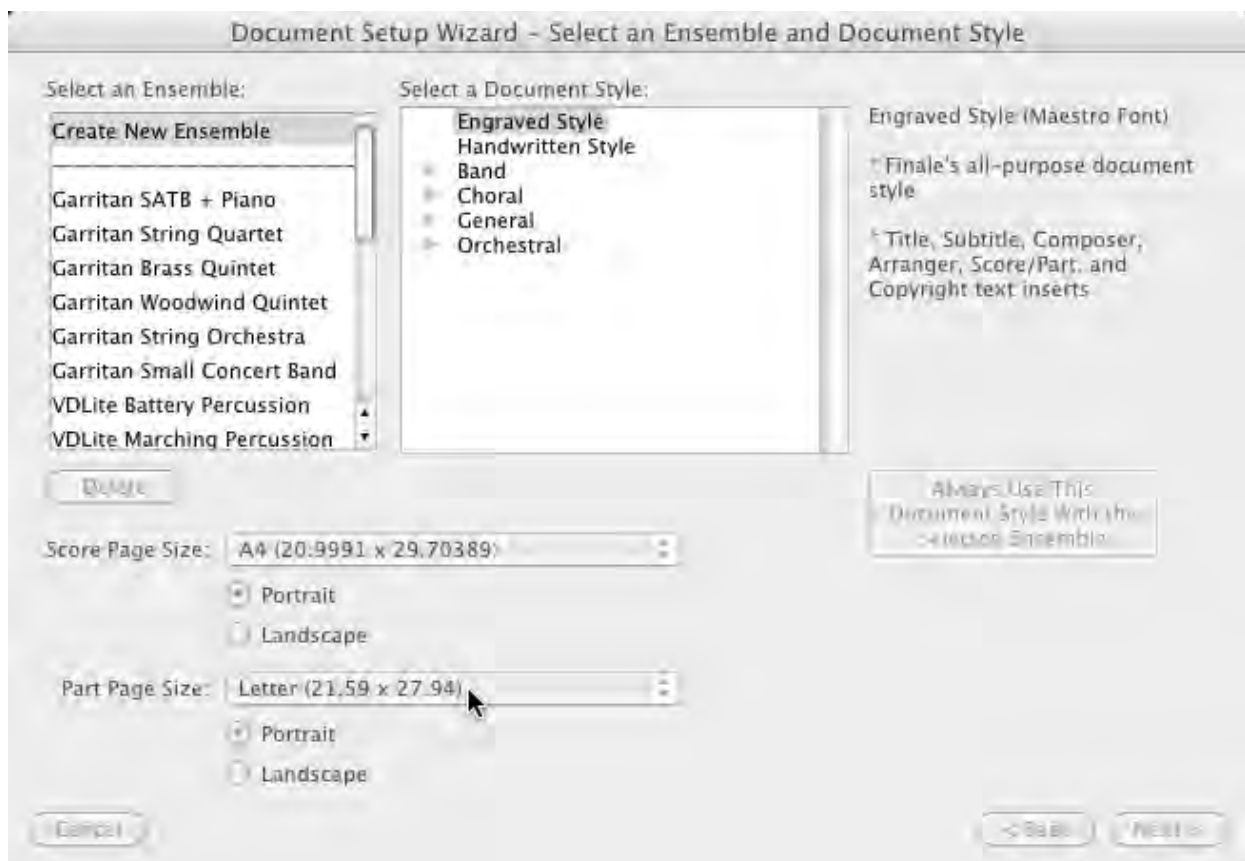 Document Setup Wizard – Select an Ensemble and Document Style
Select an Ensemble:
Create New Ensemble
Garritan SATB + Piano
Garritan String Quartet
Garritan Brass Quintet
Garritan Woodwind Quintet
Garritan String Orchestra
Garritan Small Concert Band
VDLite Battery Percussion
VDLite Marching Percussion
Delete
Select a Document Style:
Engraved Style
Handwritten Style
Band
Choral
General
Orchestral
Engraved Style (Maestro Font)
* Finale's all-purpose document
style
* Title, Subtitle, Composer,
Arranger, Score/Part, and
Copyright text inserts
Always Use This
Document Style With the
Selected Ensemble
Score Page Size: A4 (20.9991 x 29.70389)
Portrait
Landscape
Part Page Size: Letter (21.59 x 27.94)
Portrait
Landscape
Cancel
< Back
Next >